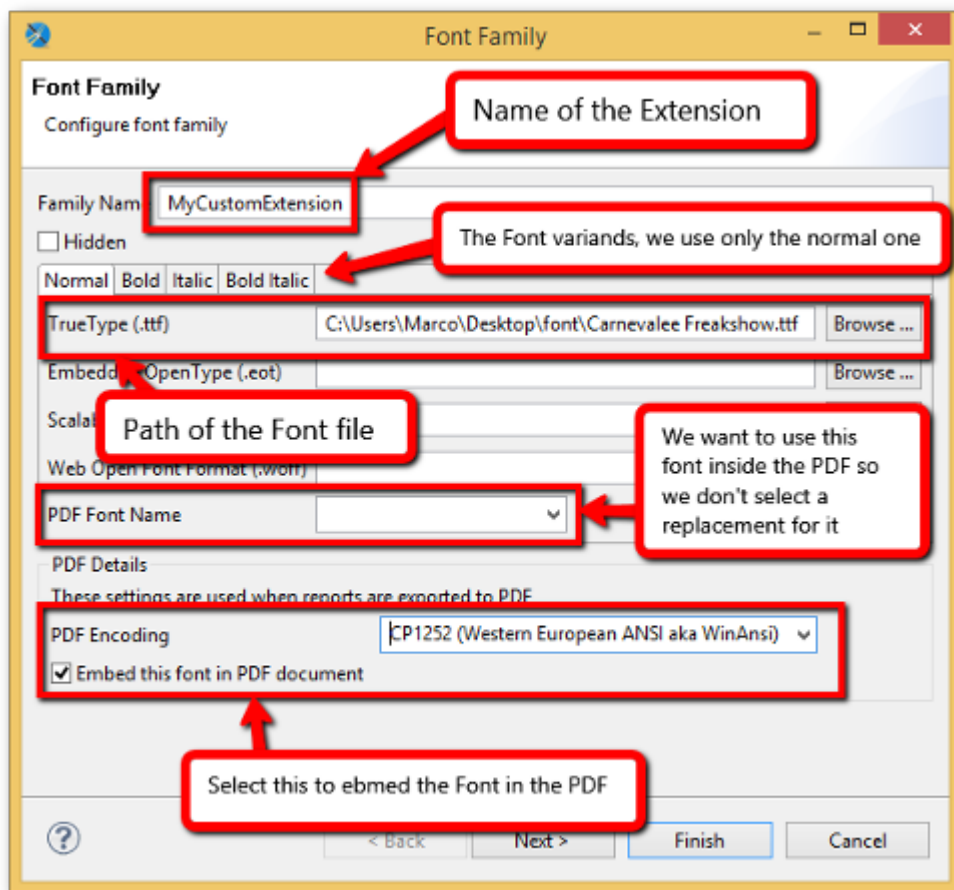 Font Family
Font Family
Configure font family
Name of the Extension
Family Name MyCustomExtension
Hidden
The Font variands, we use only the normal one
Normal Bold Italic Bold Italic
TrueType (.ttf) C:\Users\Marco\Desktop\font\Carnevalee Freakshow.ttf Browse ...
OpenType (.eot) Browse ...
Path of the Font file
We want to use this
font inside the PDF so
we don't select a
replacement for it
Web Open Font Format (.woff)
PDF Font Name
PDF Details
These settings are used when reports are exported to PDF
PDF Encoding CP1252 (Western European ANSI aka WinAnsi)
Embed this font in PDF document
Select this to ebmed the Font in the PDF
< Back Next > Finish Cancel